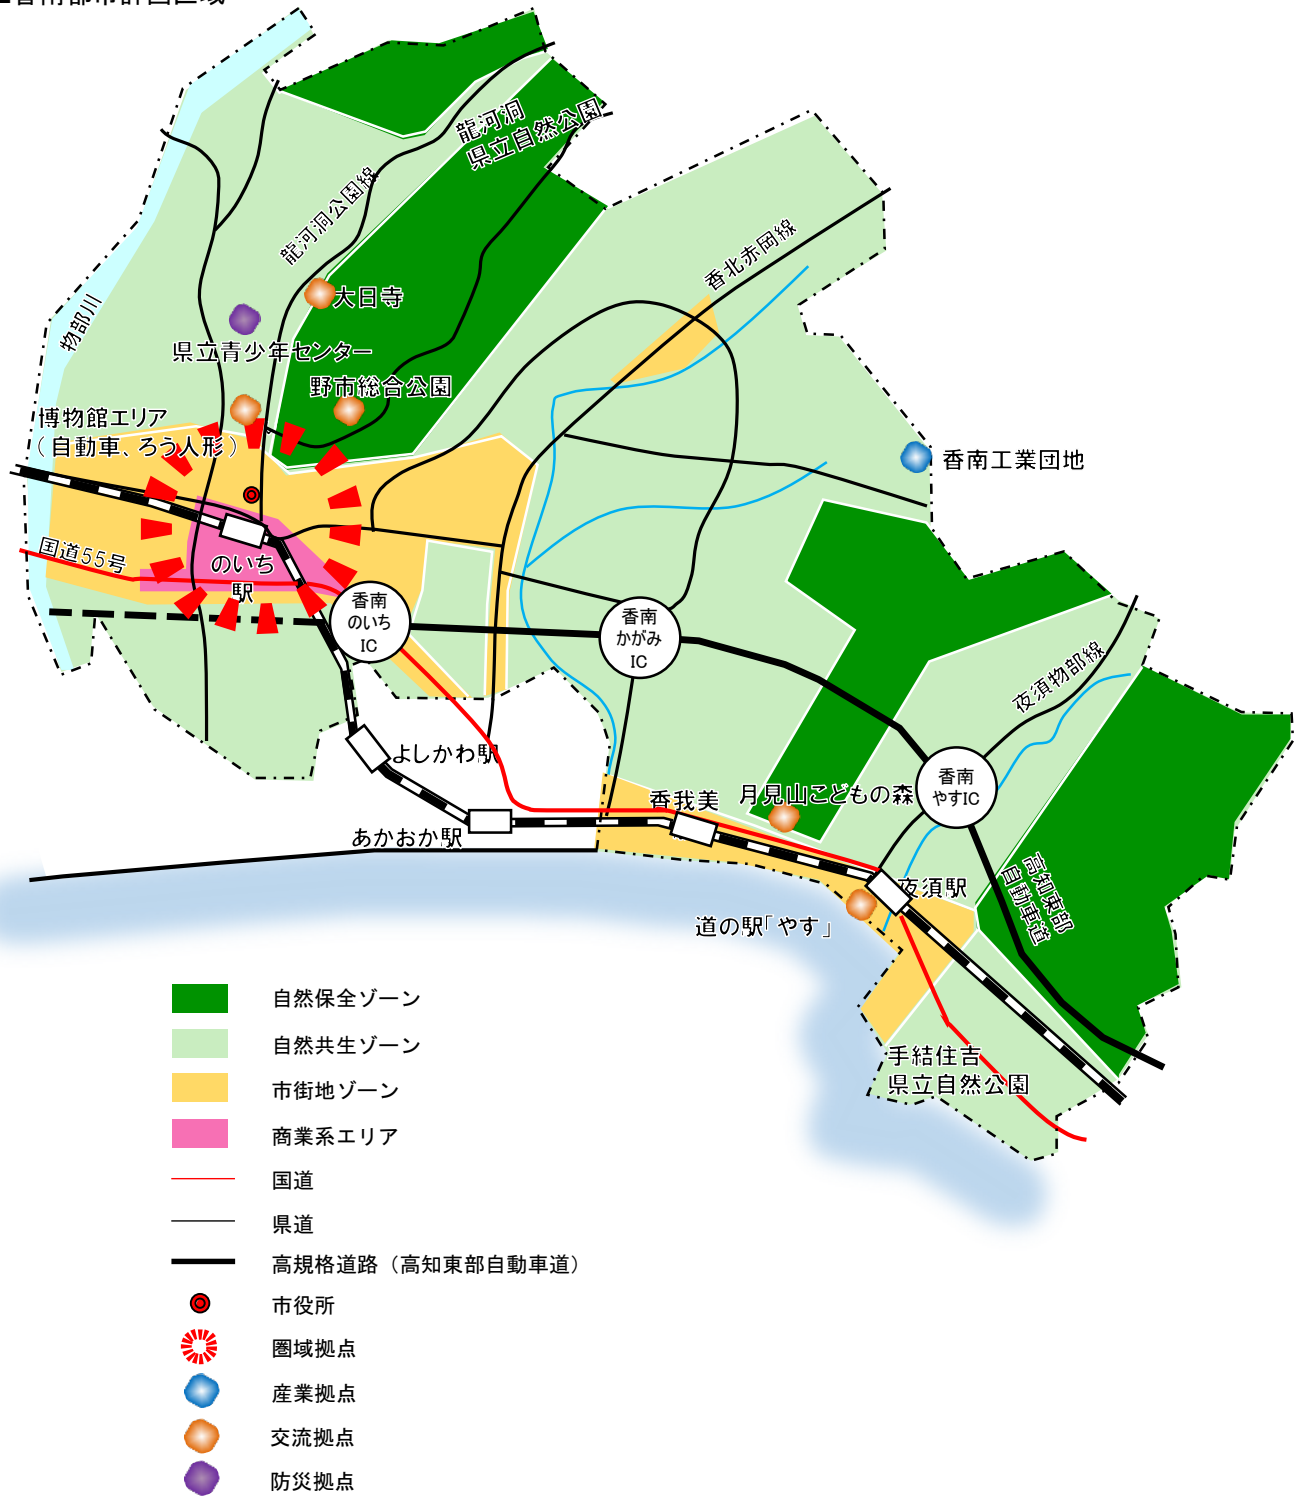 ■香南都市計画区域
龍河洞
県立自然公園
龍河洞公園線
香北赤岡線
物部川
大日寺
県立青少年センター
野市総合公園
博物館エリア
（自動車、ろう人形）
香南工業団地
国道55号
のいち
駅
香南
のいち
IC
香南
かがみ
IC
夜須物部線
よしかわ駅
香南
やすIC
香我美
月見山こどもの森
あかおか駅
夜須駅
高知東部
自動車道
道の駅「やす」
手結住吉
県立自然公園
自然保全ゾーン
自然共生ゾーン
市街地ゾーン
商業系エリア
国道
県道
高規格道路（高知東部自動車道）
市役所
圏域拠点
産業拠点
交流拠点
防災拠点